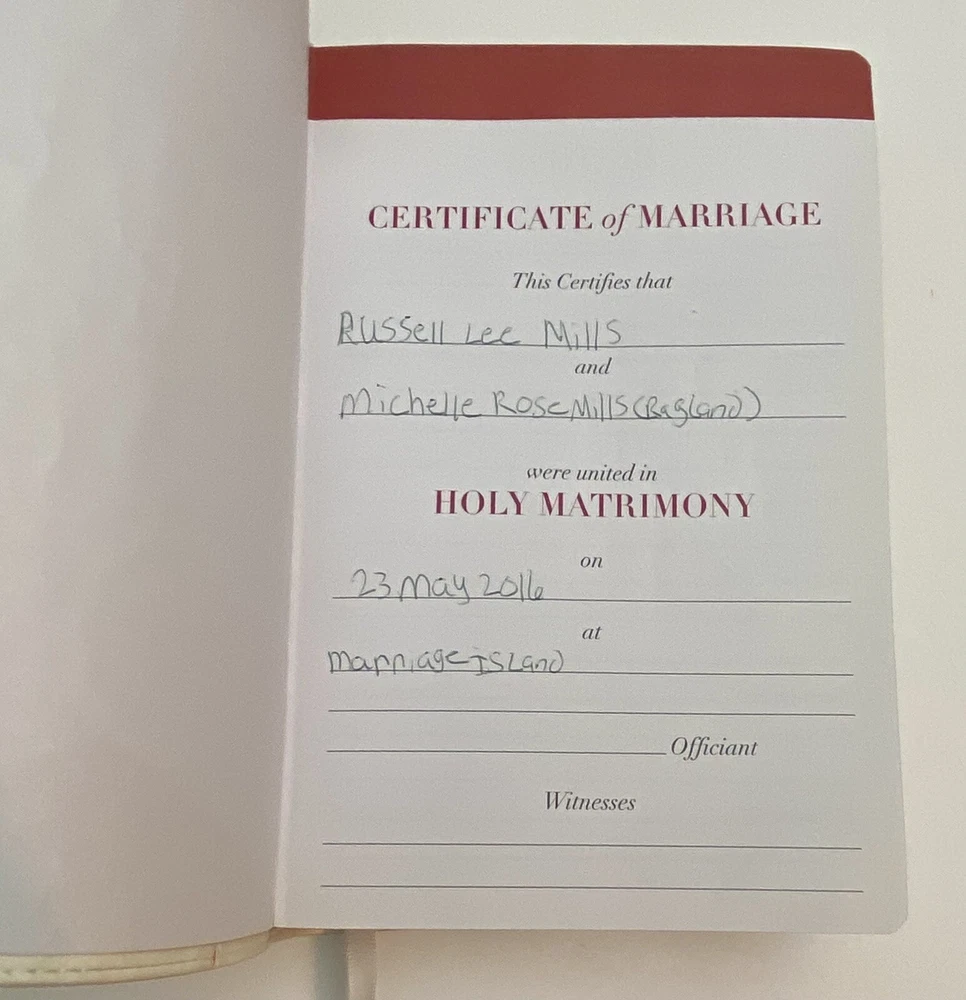 CERTIFICATE of MARRIAGE
This Certifies that
Russell Lee Mills
and
Michelle Rose Mills (Ragland)
were united in
HOLY MATRIMONY
on
23 May 2016
at
Marriage Island
Officiant
Witnesses